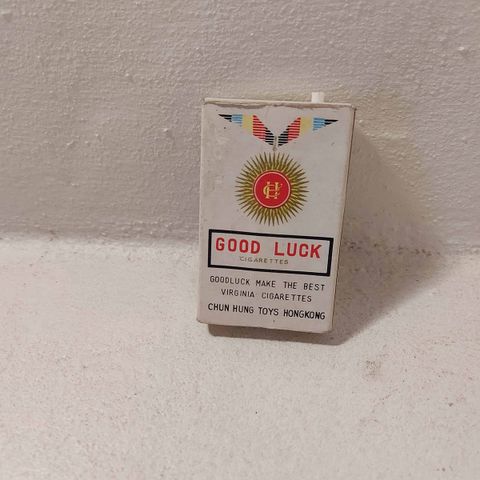 GOOD LUCK
CIGARETTES
GOODLUCK MAKE THE BEST
VIRGINIA CIGARETTES
CHUN HUNG TOYS HONGKONG